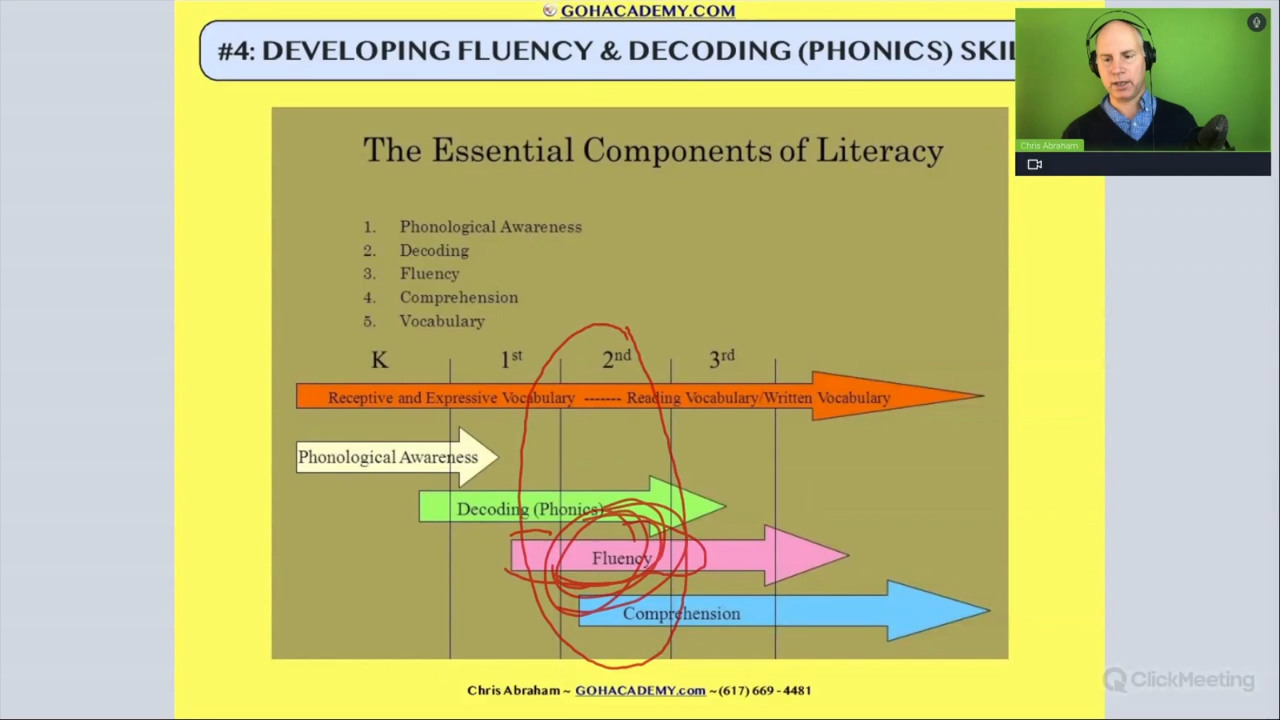 GOHACADEMY.COM
#4: DEVELOPING FLUENCY & DECODING (PHONICS)
Chris Abraham
The Essential Components of Literacy
1. Phonological Awareness
2. Decoding
3. Fluency
4. Comprehension
5. Vocabulary
K 1st 2nd 3rd
Receptive and Expressive Vocabulary ------- Reading Vocabulary/Written Vocabulary
Phonological Awareness
Decoding (Phonics)
Fluency
Comprehension
Chris Abraham ~ GOHACADEMY.com ~(617) 669 - 4481
ClickMeeting